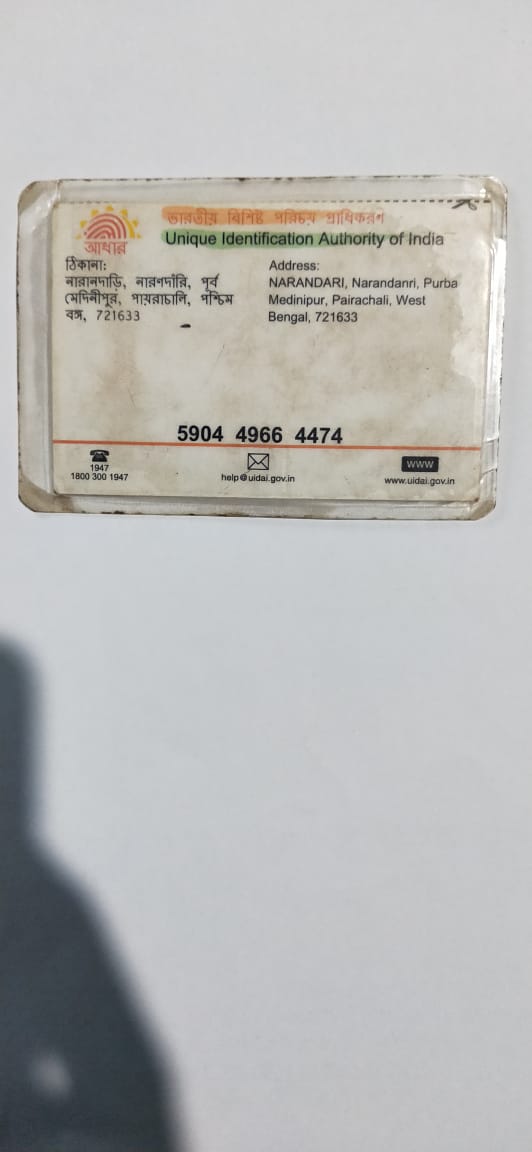 ভারতীয় বিশিষ্ট পরিচয় প্রাধিকরণ
Unique Identification Authority of India
আধার
ঠিকানা:
নারানদাড়ি, নারণদাঁরি, পূর্ব
মেদিনীপুর, পায়রাচালি, পশ্চিম
বঙ্গ, 721633
Address:
NARANDARI, Narandanri, Purba
Medinipur, Pairachali, West
Bengal, 721633
5904 4966 4474
1947
1800 300 1947
help@uidai.gov.in
www
www.uidai.gov.in